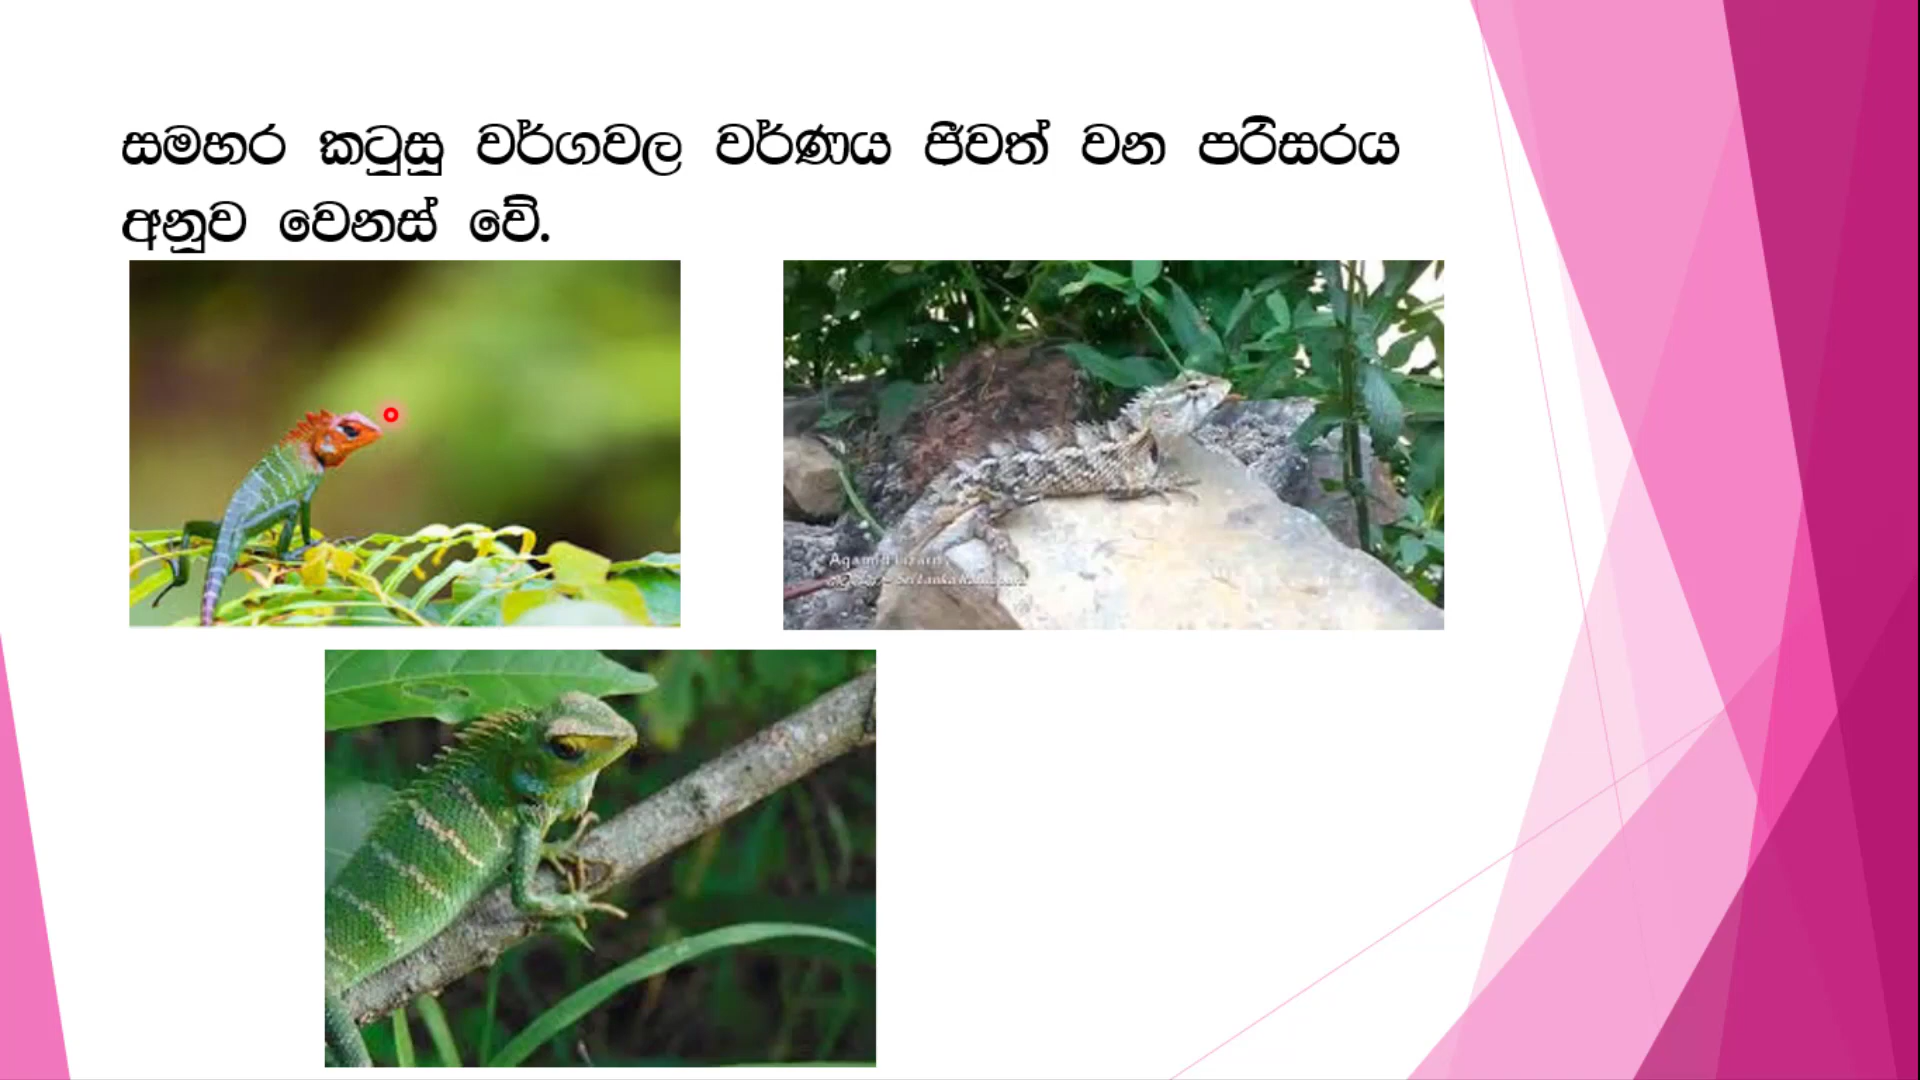 සමහර කටුසු වර්ගවල වර්ණය ජීවත් වන පරිසරය
අනුව වෙනස් වේ.